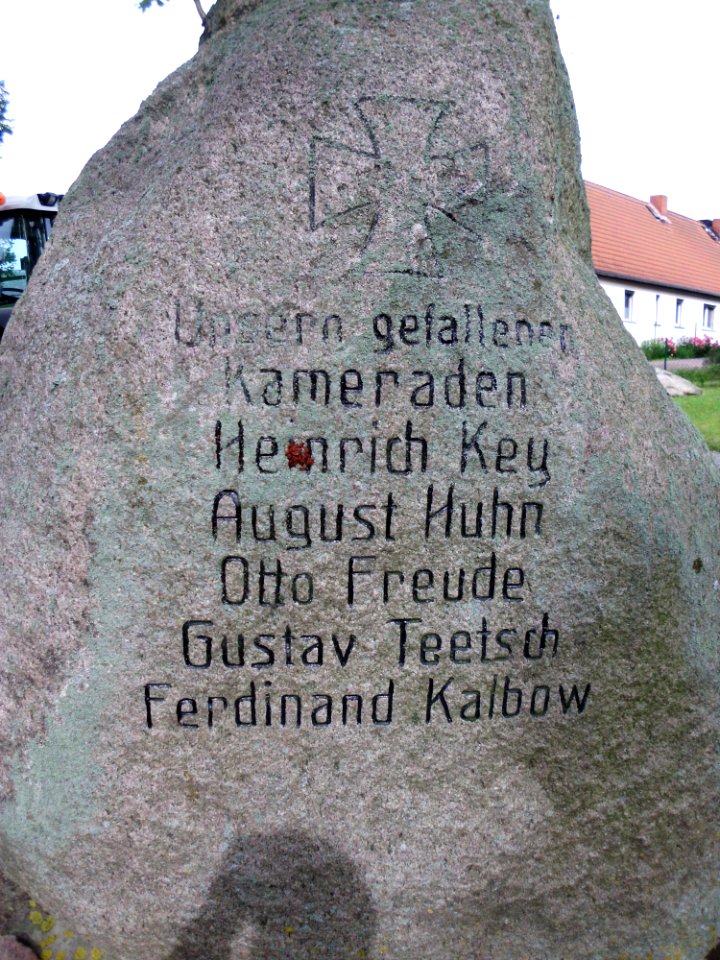 Unsern gefallenen
Kameraden
Heinrich Key
August Huhn
Otto Freude
Gustav Teetsch
Ferdinand Kalbow